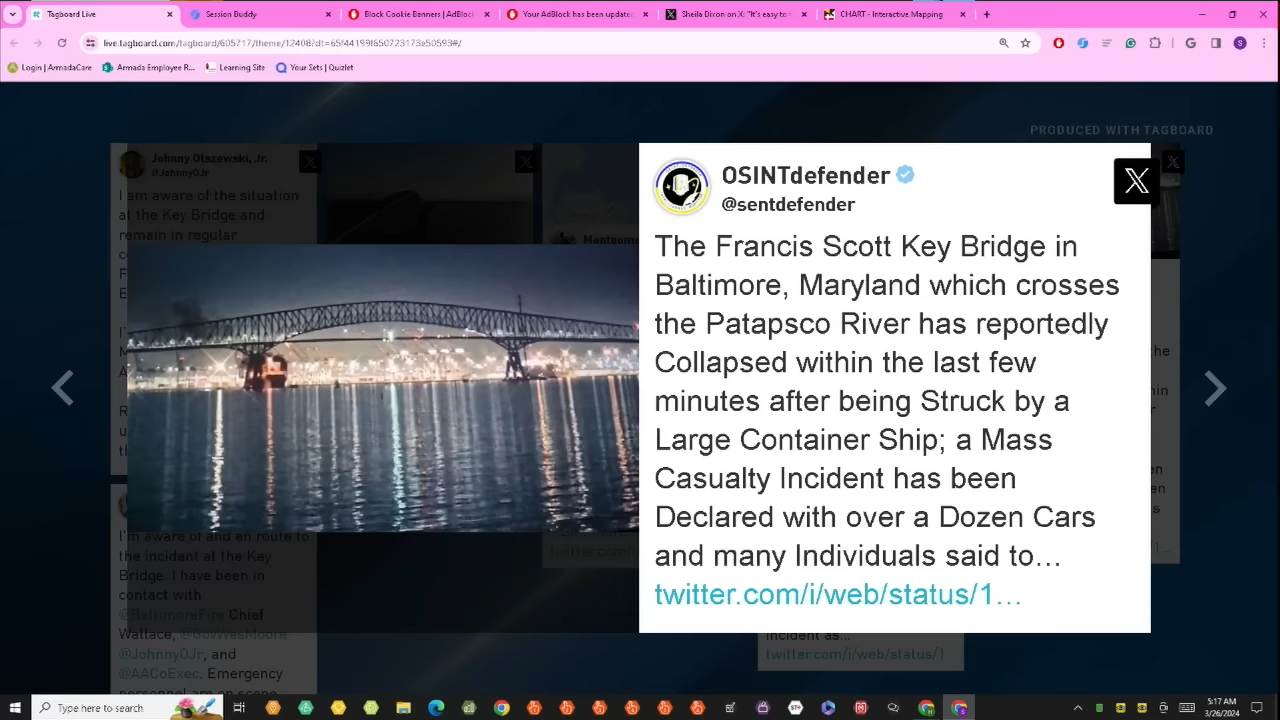 Tagboard Live
Session Buddy
Block Cookie Banners | AdBlock
Your AdBlock has been update
Sheila Dixon on X: "It's easy to s
CHART - Interactive Mapping
live.tagboard.com/tagboard/605717/theme/12408?dt=65f44199f650723173e50593#/
Login | ArmadaCare
Armada Employee R...
Learning Site
Your Sets | Quizlet
PRODUCED WITH TAGBOARD
Johnny Olszewski, Jr.
@JohnnyOJr
I am aware of the situation
at the Key Bridge and
remain in regular
OSINTdefender
@sentdefender
The Francis Scott Key Bridge in
Baltimore, Maryland which crosses
the Patapsco River has reportedly
Collapsed within the last few
minutes after being Struck by a
Large Container Ship; a Mass
Casualty Incident has been
Declared with over a Dozen Cars
and many Individuals said to...
twitter.com/i/web/status/1...
I'm aware of and en route to
the incident at the Key
Bridge. I have been in
contact with
@BaltimoreFire Chief
Wallace, @GovWesMoore
@JohnnyOJr, and
@AACoExec. Emergency
personnel are on scene
incident as...
twitter.com/i/web/status/1
Type here to search
5:17 AM
3/26/2024